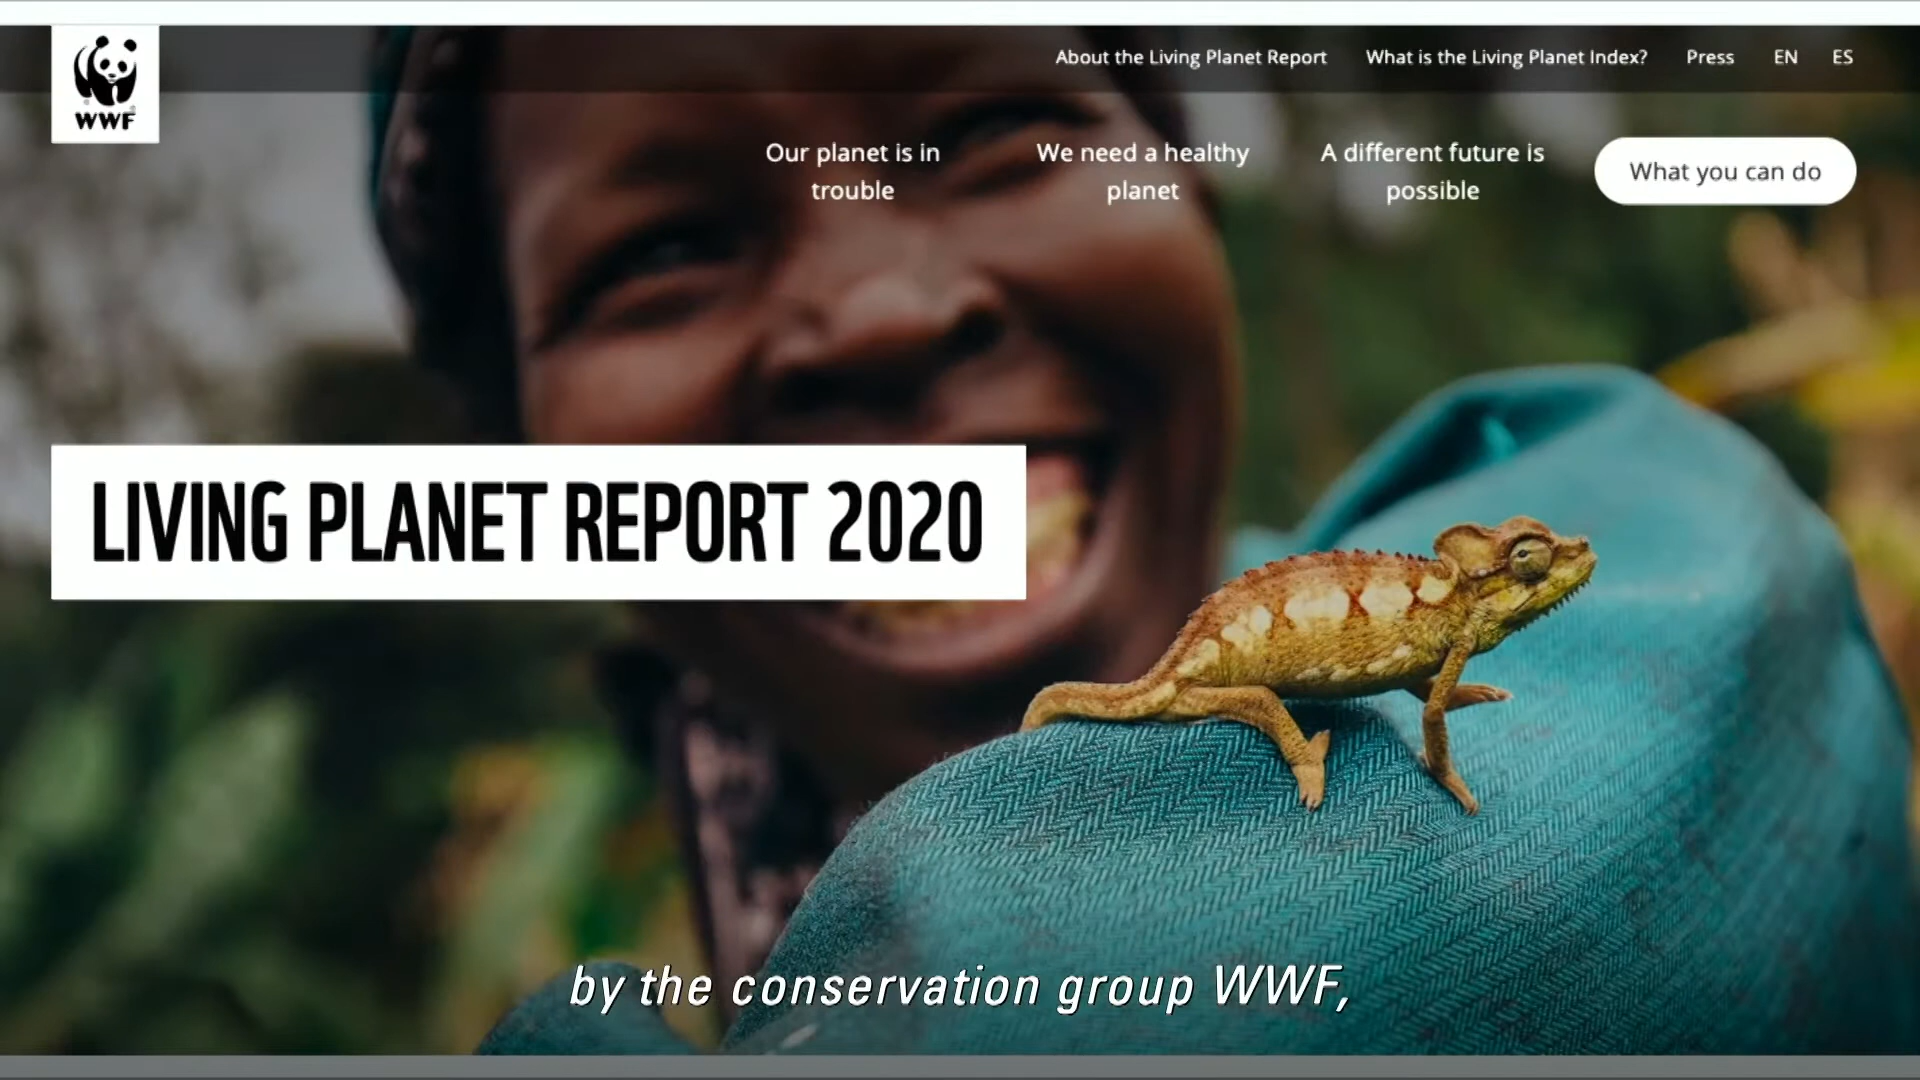 WWF
About the Living Planet Report
What is the Living Planet Index?
Press
EN
ES
Our planet is in
trouble
We need a healthy
planet
A different future is
possible
What you can do
LIVING PLANET REPORT 2020
by the conservation group WWF,